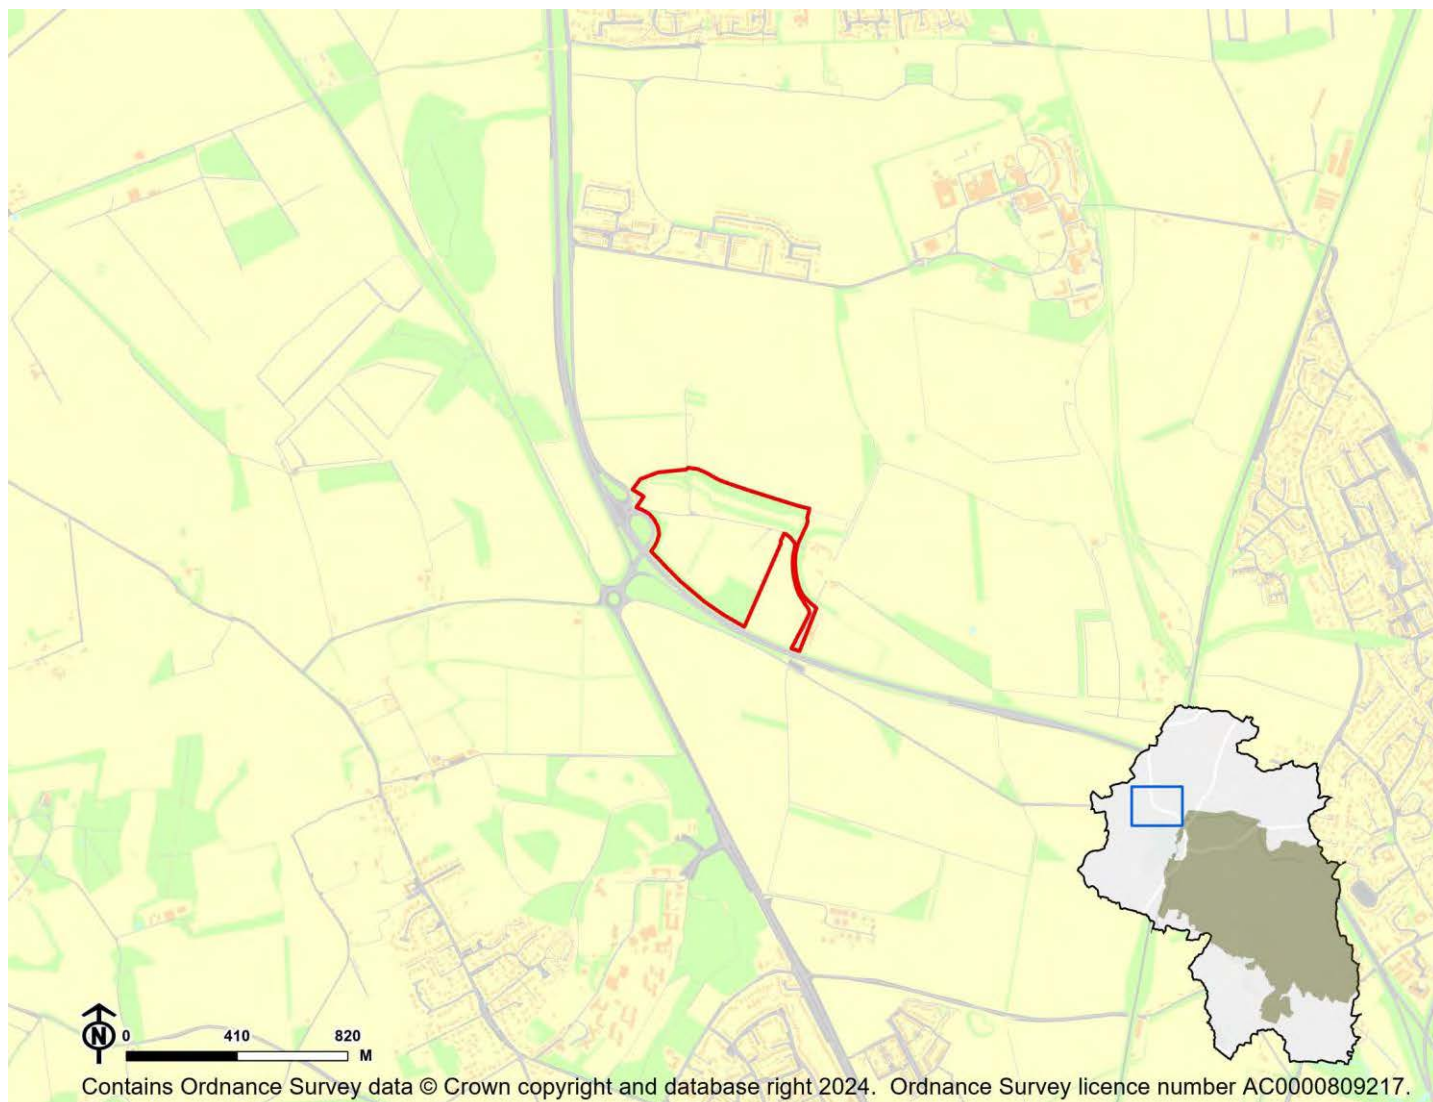 N 0 410 820
M
Contains Ordnance Survey data © Crown copyright and database right 2024. Ordnance Survey licence number AC0000809217.